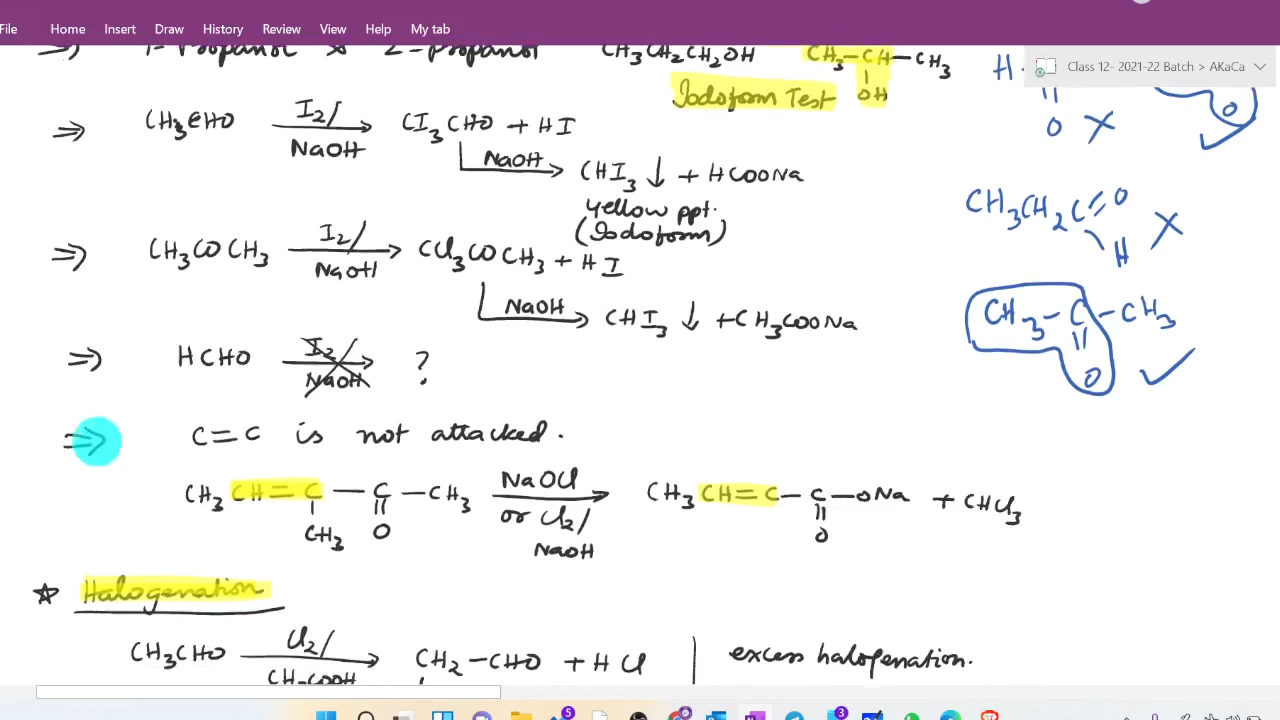 File Home Insert Draw History Review View Help My tab
Class 12- 2021-22 Batch > AKaCa
⇒ 1-Propanol & 2-propanol CH3CH2CH2OH CH3-CH-CH3
OH
Iodoform Test
H
O ×
O
⇒ CH3CHO I2/ NaOH → CI3CHO + HI
NaOH → CHI3 ↓ + HCOONa
Yellow ppt.
(Iodoform)
CH3CH2C=O
H ×
⇒ CH3COCH3 I2/ NaOH → CCl3COCH3 + HI
NaOH → CHI3 ↓ + CH3COONa
CH3-C-CH3
O ✓
⇒ HCHO I2/ NaOH → ?
⇒ C=C is not attacked.
CH3CH=C-C-CH3 NaOCl or Cl2/ NaOH → CH3CH=C-C-ONa + CHCl3
CH3 O O
☆ Halogenation
CH3CHO Cl2/ CH3COOH → CH2-CHO + HCl | excess halogenation.
5 3